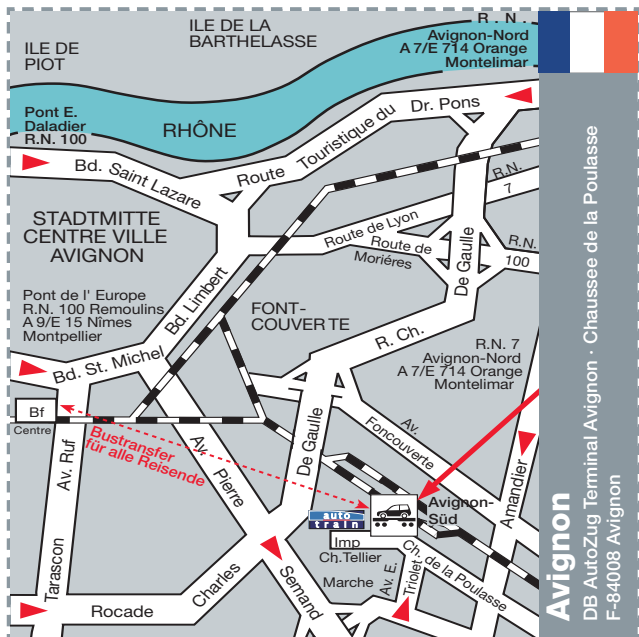 ILE DE
PIOT
ILE DE LA
BARTHELASSE
R. N.
Avignon-Nord
A 7/E 714 Orange
Montelimar
Pont E.
Daladier
R.N. 100
RHÔNE
Bd. Saint Lazare
Route Touristique du Dr. Pons
R.N.
7
STADTMITTE
CENTRE VILLE
AVIGNON
Route de Lyon
Route de
Moriéres
De Gaulle
R.N.
100
Pont de l' Europe
R.N. 100 Remoulins
A 9/E 15 Nîmes
Montpellier
Bd. Limbert
FONT-
COUVERTE
R. Ch.
R.N. 7
Avignon-Nord
A 7/E 714 Orange
Montelimar
Bd. St. Michel
Bf
Centre
Bustransfer
für alle Reisende
Av. Ruf
Tarascon
Av. Pierre
Semand
De Gaulle
Av.
Foncouverte
Amandier
Avignon-
Süd
auto
train
Imp
Ch.Tellier
Marche
Av. E.
Triolet
Ch. de la Poulasse
Rocade
Charles
Avignon
DB AutoZug Terminal Avignon · Chaussee de la Poulasse
F-84008 Avignon